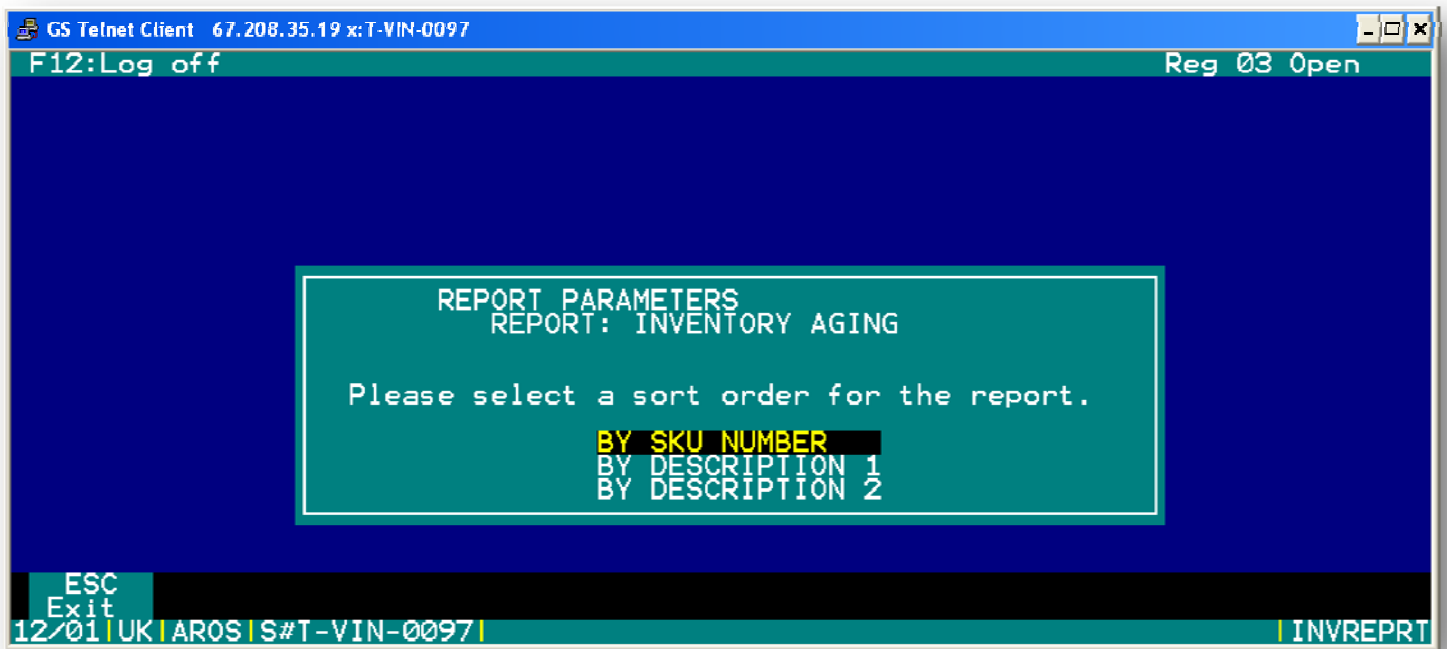 GS Telnet Client 67.208.35.19 x:T-VIN-0097
F12:Log off Reg 03 Open
REPORT PARAMETERS
REPORT: INVENTORY AGING
Please select a sort order for the report.
BY SKU NUMBER
BY DESCRIPTION 1
BY DESCRIPTION 2
ESC
Exit
12/01|UK|AROS|S#T-VIN-0097| |INVREPRT